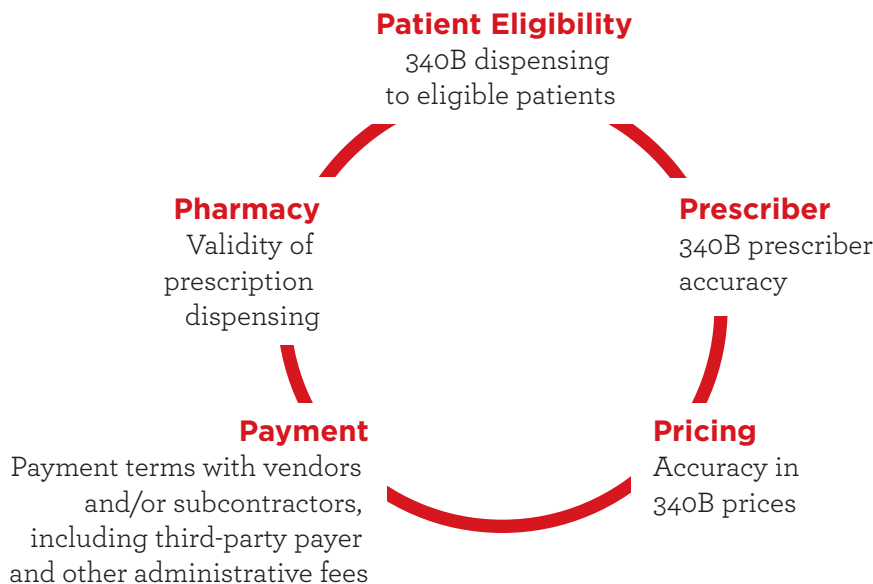 Patient Eligibility
340B dispensing
to eligible patients
Prescriber
340B prescriber
accuracy
Pricing
Accuracy in
340B prices
Payment
Payment terms with vendors
and/or subcontractors,
including third-party payer
and other administrative fees
Pharmacy
Validity of
prescription
dispensing